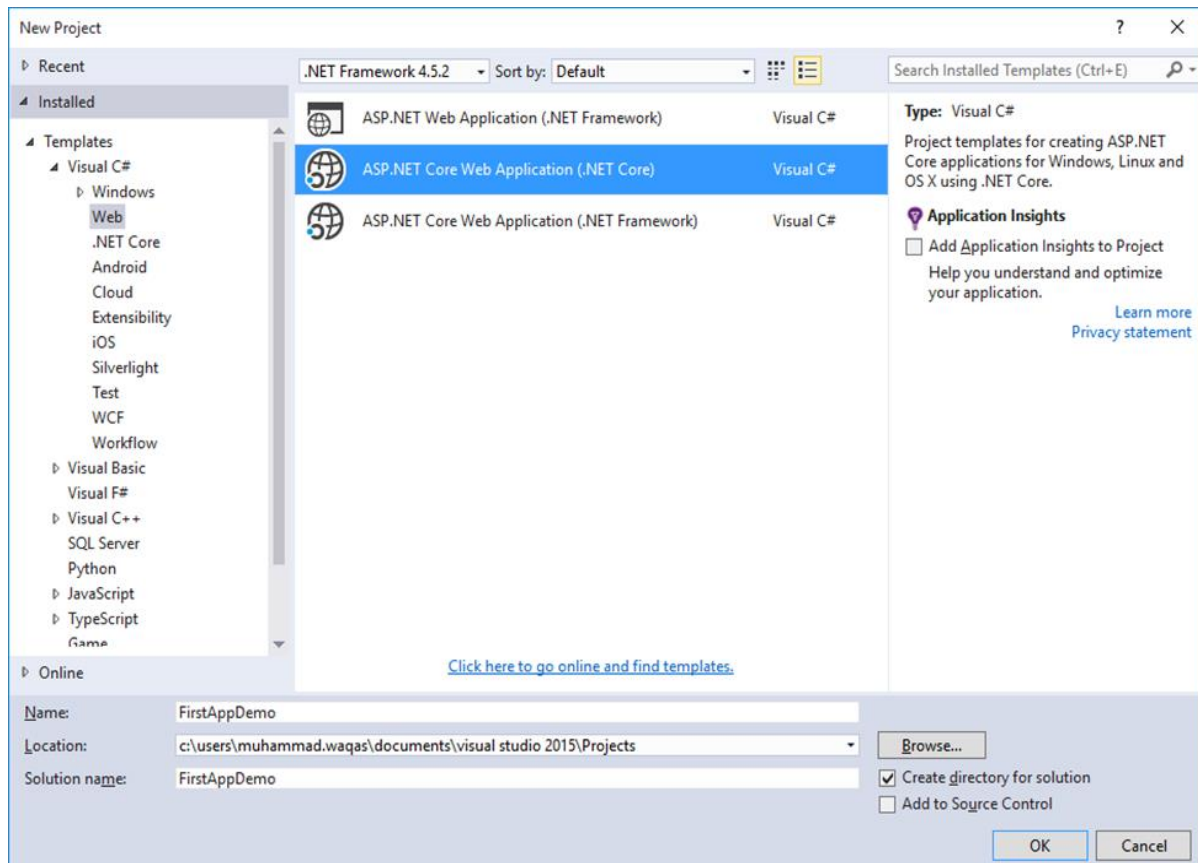 New Project
? X
Recent
Installed
Templates
Visual C#
Windows
Web
.NET Core
Android
Cloud
Extensibility
iOS
Silverlight
Test
WCF
Workflow
Visual Basic
Visual F#
Visual C++
SQL Server
Python
JavaScript
TypeScript
Game
Online
.NET Framework 4.5.2
Sort by: Default
Search Installed Templates (Ctrl+E)
ASP.NET Web Application (.NET Framework) Visual C#
ASP.NET Core Web Application (.NET Core) Visual C#
ASP.NET Core Web Application (.NET Framework) Visual C#
Click here to go online and find templates.
Type: Visual C#
Project templates for creating ASP.NET
Core applications for Windows, Linux and
OS X using .NET Core.
Application Insights
Add Application Insights to Project
Help you understand and optimize
your application.
Learn more
Privacy statement
Name: FirstAppDemo
Location: c:\users\muhammad.waqas\documents\visual studio 2015\Projects
Browse...
Solution name: FirstAppDemo
Create directory for solution
Add to Source Control
OK Cancel